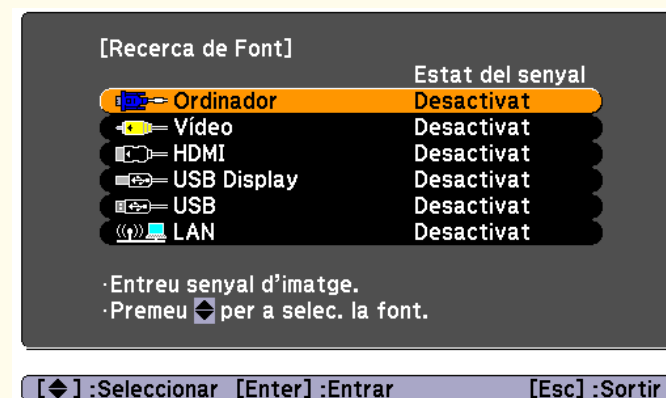 [Recerca de Font]
Estat del senyal
Ordinador Desactivat
Vídeo Desactivat
HDMI Desactivat
USB Display Desactivat
USB Desactivat
LAN Desactivat
·Entreu senyal d'imatge.
·Premeu per a selec. la font.
[ ] :Seleccionar [Enter] :Entrar [Esc] :Sortir